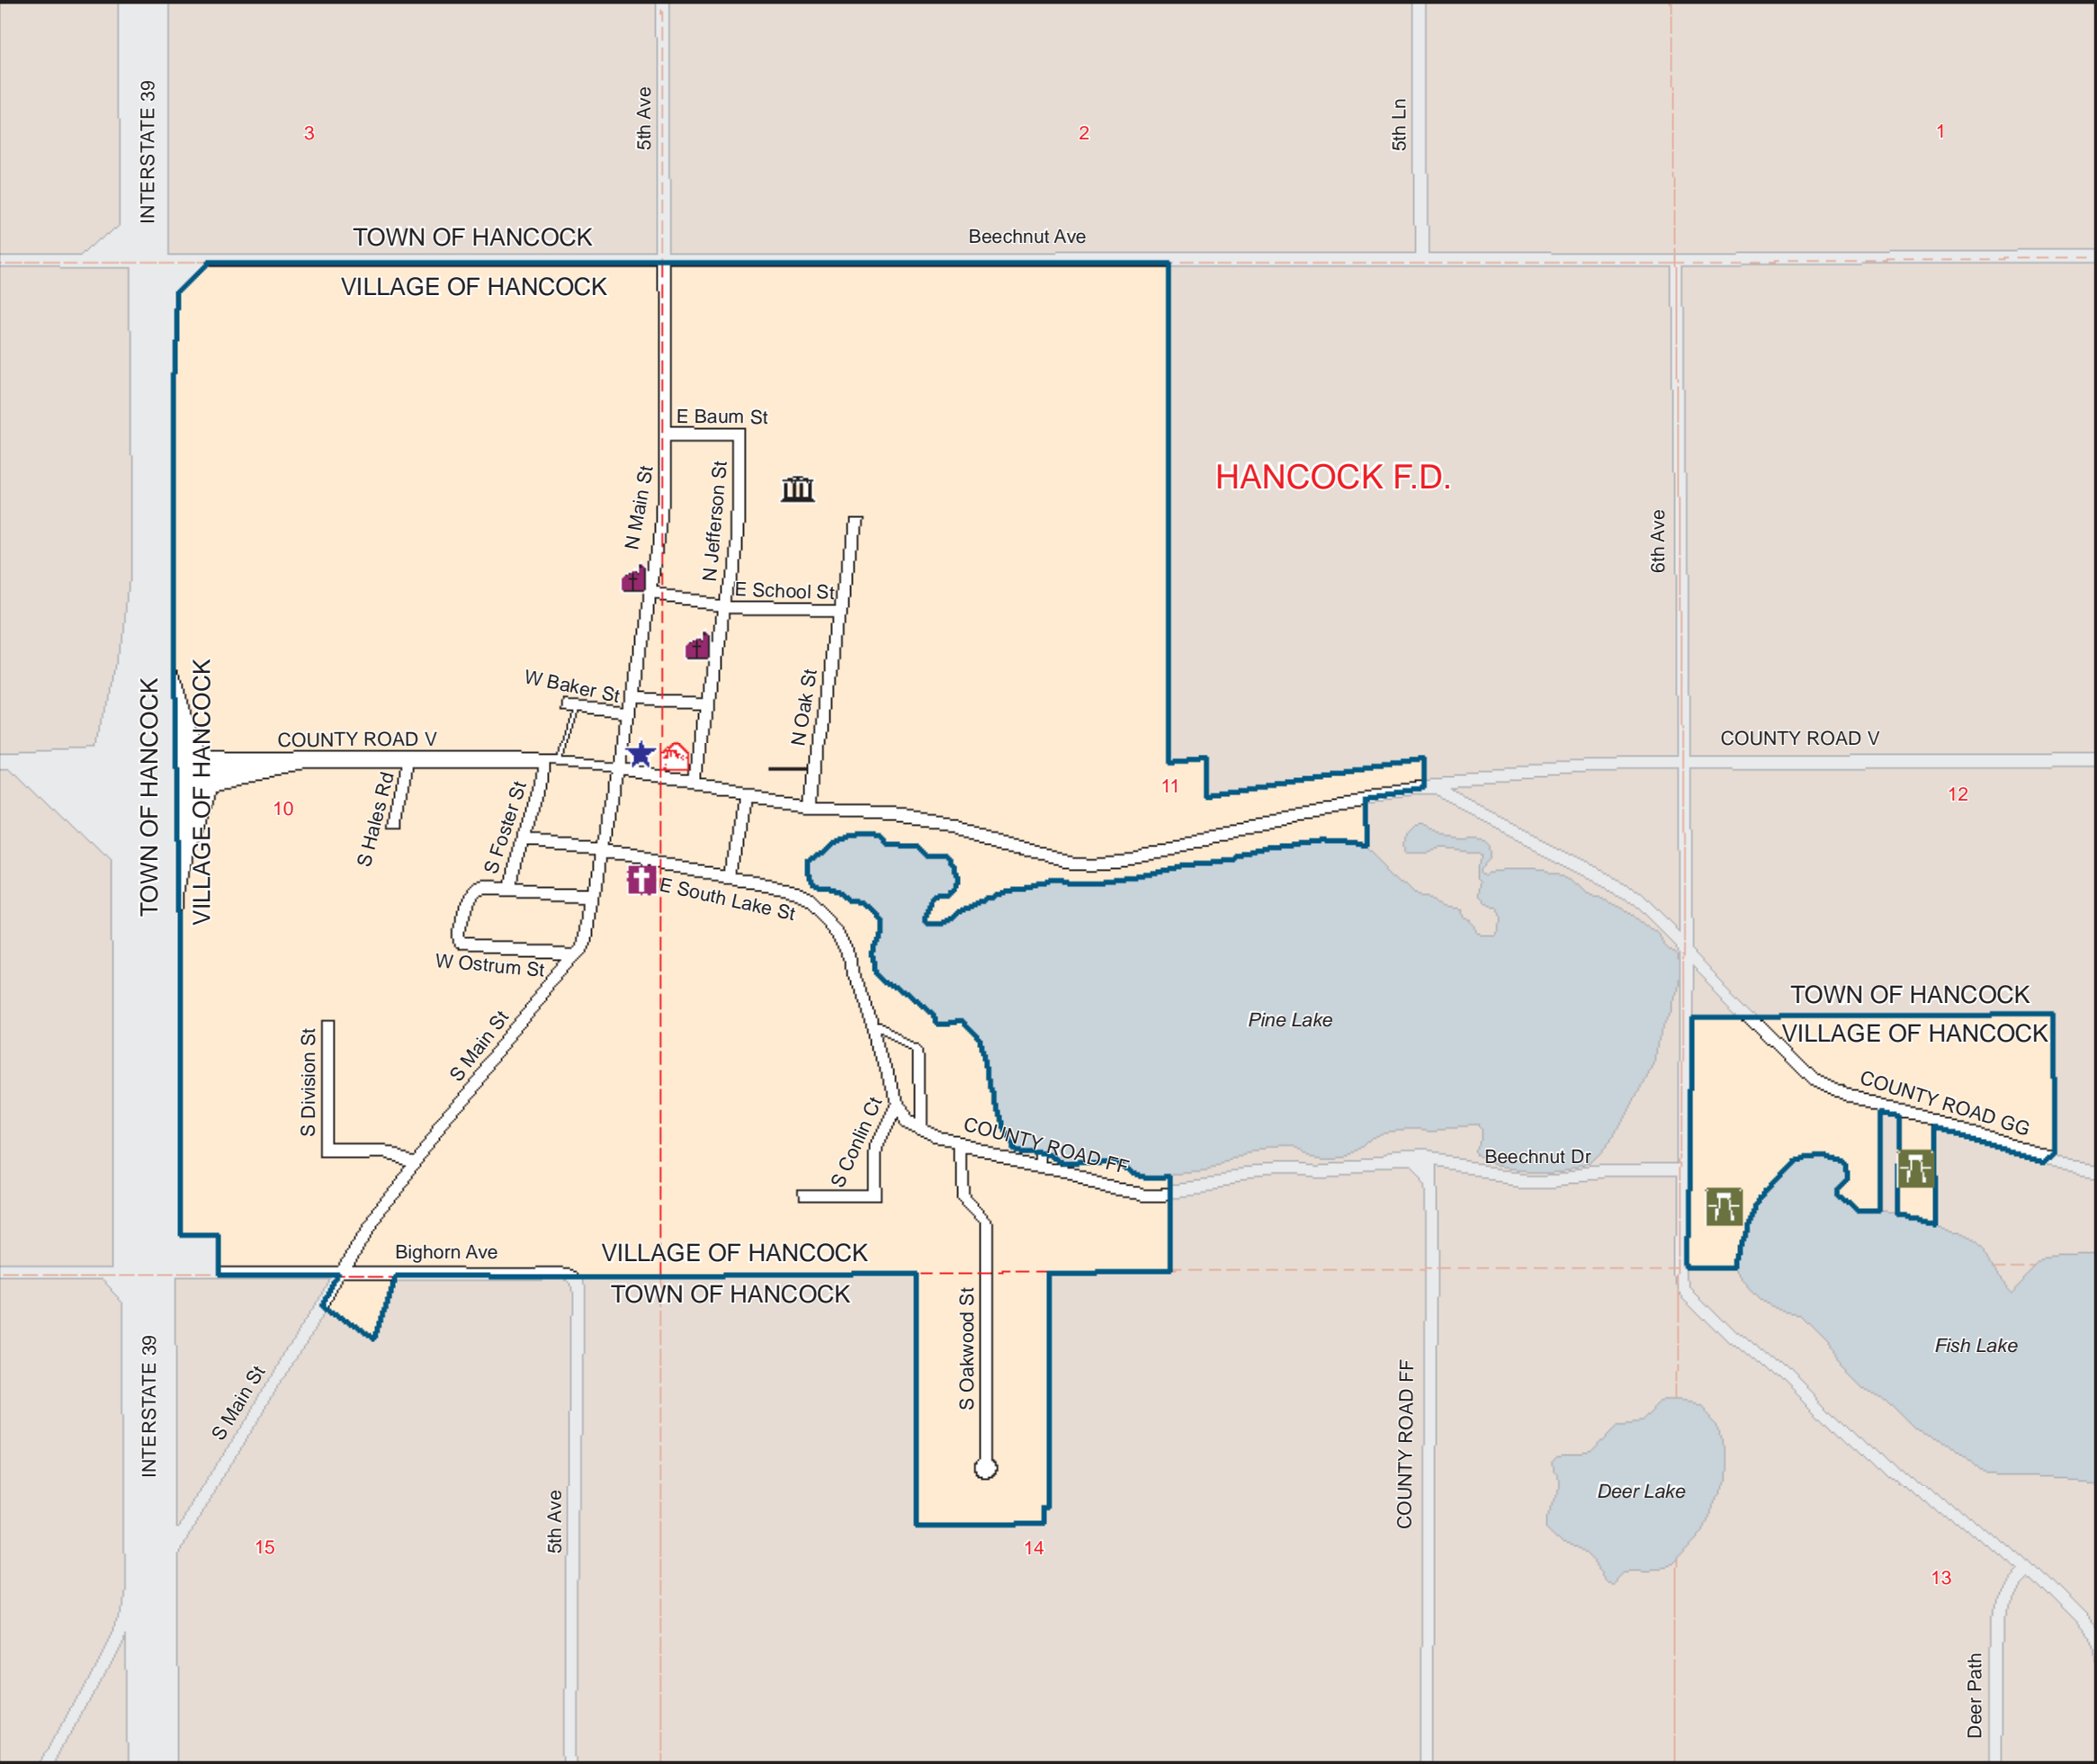 INTERSTATE 39
3
5th Ave
2
5th Ln
1
TOWN OF HANCOCK
Beechnut Ave
VILLAGE OF HANCOCK
E Baum St
N Main St
N Jefferson St
HANCOCK F.D.
6th Ave
E School St
W Baker St
N Oak St
TOWN OF HANCOCK
VILLAGE OF HANCOCK
COUNTY ROAD V
COUNTY ROAD V
10
11
12
S Hales Rd
S Foster St
E South Lake St
W Ostrum St
TOWN OF HANCOCK
VILLAGE OF HANCOCK
Pine Lake
S Division St
S Main St
COUNTY ROAD GG
S Conlin Ct
COUNTY ROAD FF
Beechnut Dr
Bighorn Ave
VILLAGE OF HANCOCK
TOWN OF HANCOCK
S Oakwood St
Fish Lake
INTERSTATE 39
S Main St
COUNTY ROAD FF
Deer Lake
5th Ave
15
14
13
Deer Path